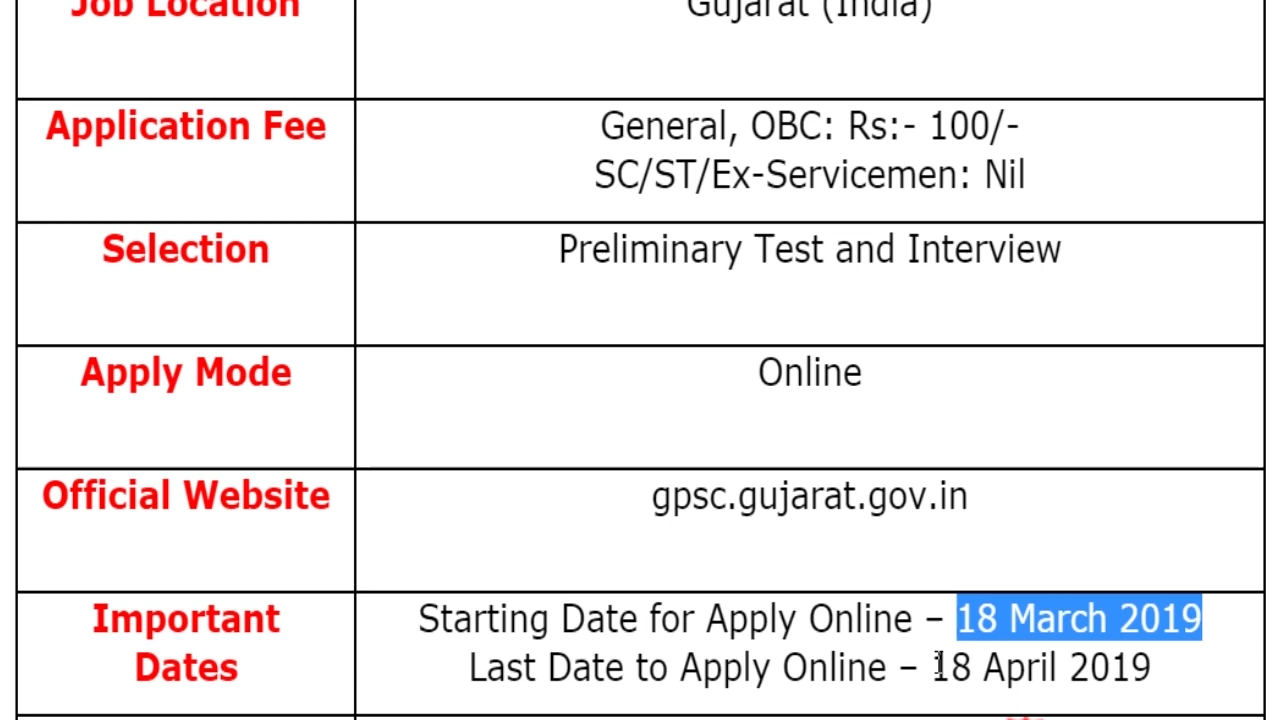 Job Location
Gujarat (India)
Application Fee
General, OBC: Rs:- 100/-
SC/ST/Ex-Servicemen: Nil
Selection
Preliminary Test and Interview
Apply Mode
Online
Official Website
gpsc.gujarat.gov.in
Important
Dates
Starting Date for Apply Online – 18 March 2019
Last Date to Apply Online – 18 April 2019